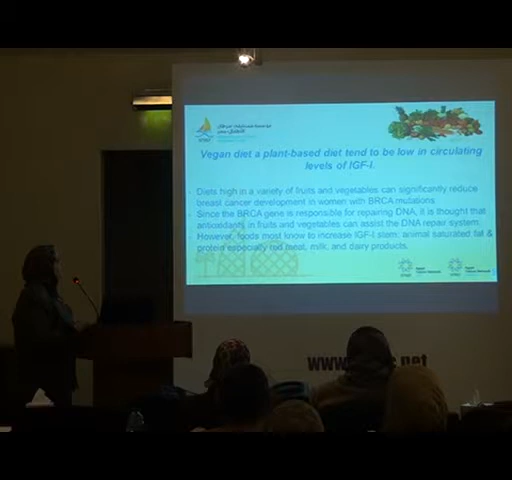 Vegan diet a plant-based diet tend to be low in circulating
levels of IGF-I.
- Diets high in a variety of fruits and vegetables can significantly reduce
breast cancer development in women with BRCA mutations.
- Since the BRCA gene is responsible for repairing DNA, it is thought that
antioxidants in fruits and vegetables can assist the DNA repair system.
- However, foods most know to increase IGF-I stem: animal saturated fat &
protein especially red meat, milk, and dairy products.